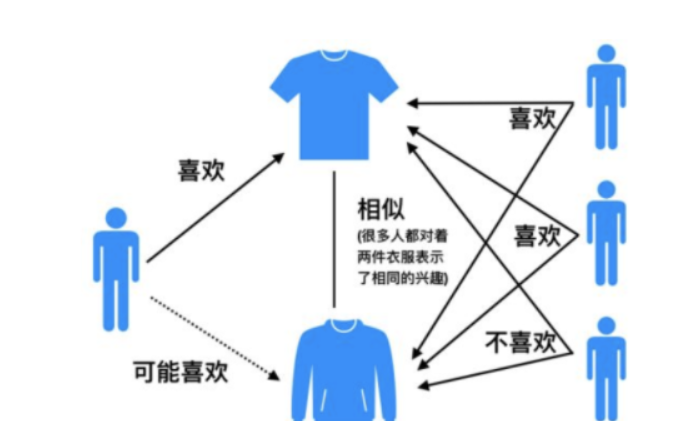 喜欢
喜欢
相似
(很多人都对着
两件衣服表示
了相同的兴趣)
喜欢
不喜欢
可能喜欢